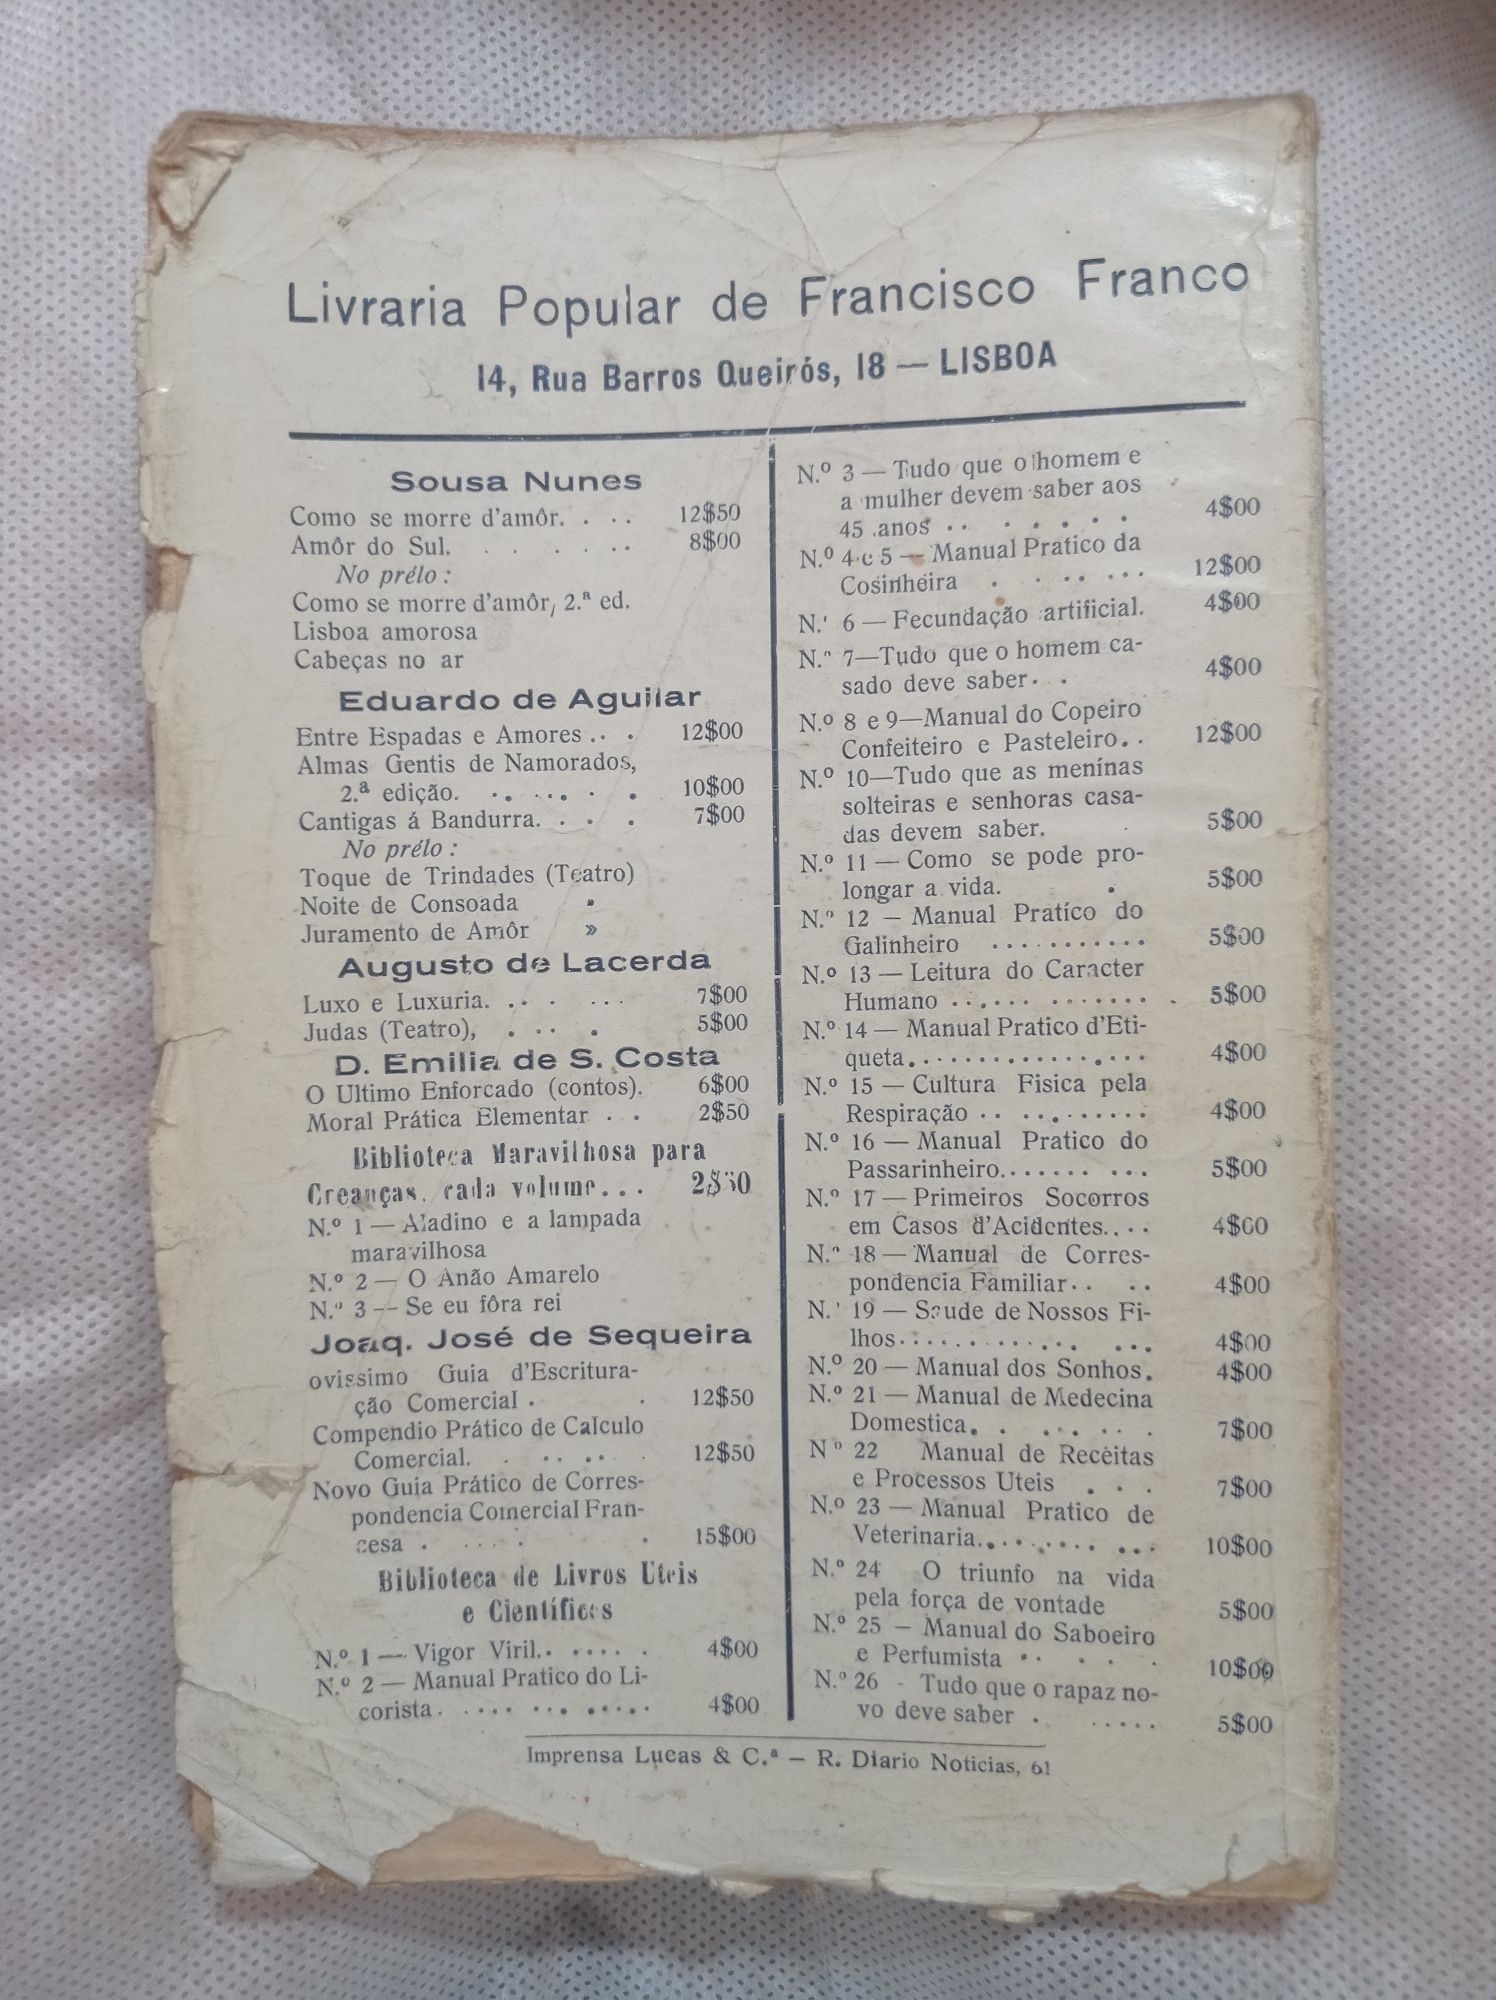 Livraria Popular de Francisco Franco
14, Rua Barros Queirós, 18 — LISBOA
Sousa Nunes
Como se morre d'amôr. . . . 12$50
Amôr do Sul. . . . . . 8$00
No prélo :
Como se morre d'amôr, 2.ª ed.
Lisboa amorosa
Cabeças no ar
Eduardo de Aguilar
Entre Espadas e Amores . . . 12$00
Almas Gentis de Namorados,
2.ª edição. . . . . . . . 10$00
Cantigas á Bandurra. . . . 7$00
No prélo :
Toque de Trindades (Teatro)
Noite de Consoada »
Juramento de Amôr »
Augusto de Lacerda
Luxo e Luxuria. . . . . . . 7$00
Judas (Teatro), . . . . 5$00
D. Emilia de S. Costa
O Ultimo Enforcado (contos). 6$00
Moral Prática Elementar . . 2$50
Biblioteca Maravilhosa para
Creanças, cada volume... 2$50
N.º 1 — Aladino e a lampada
maravilhosa
N.º 2 — O Anão Amarelo
N.º 3 -- Se eu fôra rei
Joaq. José de Sequeira
ovissimo Guia d'Escritura-
ção Comercial . . 12$50
Compendio Prático de Calculo
Comercial. . . . . . . 12$50
Novo Guia Prático de Corres-
pondencia Comercial Fran-
cesa . . . . . . 15$00
Biblioteca de Livros Uteis
e Científicos
N.º 1 — Vigor Viril. . . . . . . 4$00
N.º 2 — Manual Pratico do Li-
corista . . . . . . . . . . . . . 4$00
N.º 3 — Tudo que o homem e
a mulher devem saber aos
45 anos . . . . . . . 4$00
N.º 4 e 5 — Manual Pratico da
Cosinheira . . . . . . . 12$00
N.º 6 — Fecundação artificial. 4$00
N.º 7—Tudo que o homem ca-
sado deve saber. . . 4$00
N.º 8 e 9—Manual do Copeiro
Confeiteiro e Pasteleiro. . 12$00
N.º 10—Tudo que as menínas
solteiras e senhoras casa-
das devem saber. 5$00
N.º 11 — Como se pode pro-
longar a vida. . 5$00
N.º 12 — Manual Pratíco do
Galinheiro . . . . . . . . . . . 5$00
N.º 13 — Leitura do Caracter
Humano . . . . . . . . . . . . . 5$00
N.º 14 — Manual Pratico d'Eti-
queta. . . . . . . . . . . . . . . . 4$00
N.º 15 — Cultura Fisica pela
Respiração . . . . . . . . . . . 4$00
N.º 16 — Manual Pratico do
Passarinheiro. . . . . . . . . . 5$00
N.º 17 — Primeiros Socorros
em Casos d'Acidentes. . . . 4$00
N.º 18 — Manual de Corres-
pondencia Familiar . . . . 4$00
N.º 19 — Saude de Nossos Fi-
lhos . . . . . . . . . . . . . . . 4$00
N.º 20 — Manual dos Sonhos. 4$00
N.º 21 — Manual de Medecina
Domestica. . . . . . . . 7$00
N º 22 Manual de Receitas
e Processos Uteis . . . 7$00
N.º 23 — Manual Pratico de
Veterinaria. . . . . . . . . . . 10$00
N.º 24 O triunfo na vida
pela força de vontade 5$00
N.º 25 — Manual do Saboeiro
e Perfumista . . . . . . 10$00
N.º 26 - Tudo que o rapaz no-
vo deve saber . . . . . . 5$00
Imprensa Lucas & C.ª — R. Diario Noticias, 61